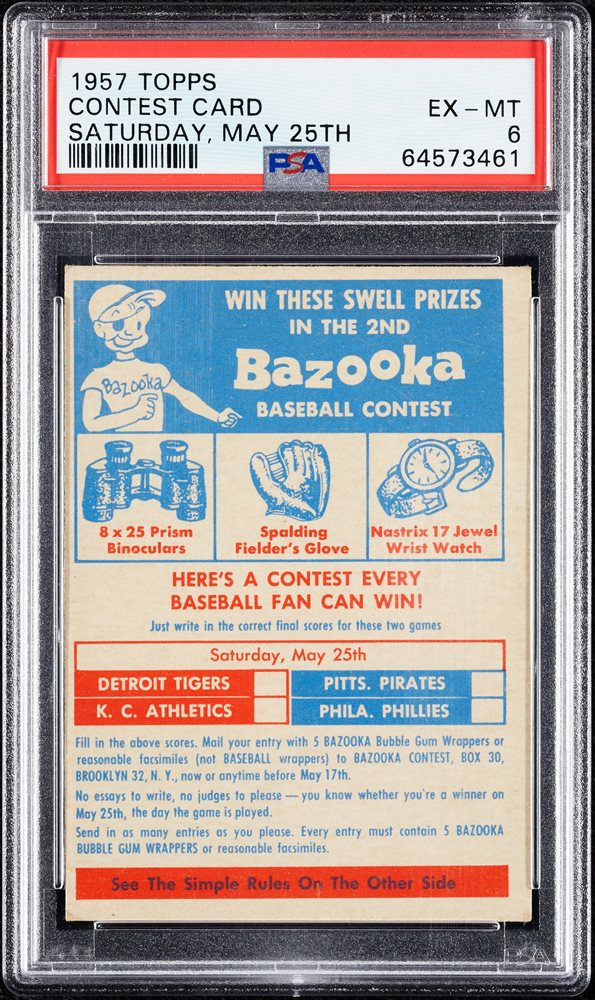 1957 TOPPS
CONTEST CARD EX - MT
SATURDAY, MAY 25TH 6
64573461
PSA
WIN THESE SWELL PRIZES
IN THE 2ND
Bazooka
BASEBALL CONTEST
Bazooka
8 x 25 Prism
Binoculars
Spalding
Fielder's Glove
Nastrix 17 Jewel
Wrist Watch
HERE'S A CONTEST EVERY
BASEBALL FAN CAN WIN!
Just write in the correct final scores for these two games
Saturday, May 25th
DETROIT TIGERS PITTS. PIRATES
K. C. ATHLETICS PHILA. PHILLIES
Fill in the above scores. Mail your entry with 5 BAZOOKA Bubble Gum Wrappers or
reasonable facsimiles (not BASEBALL wrappers) to BAZOOKA CONTEST, BOX 30,
BROOKLYN 32, N. Y., now or anytime before May 17th.
No essays to write, no judges to please — you know whether you're a winner on
May 25th, the day the game is played.
Send in as many entries as you please. Every entry must contain 5 BAZOOKA
BUBBLE GUM WRAPPERS or reasonable facsimiles.
See The Simple Rules On The Other Side
PSA